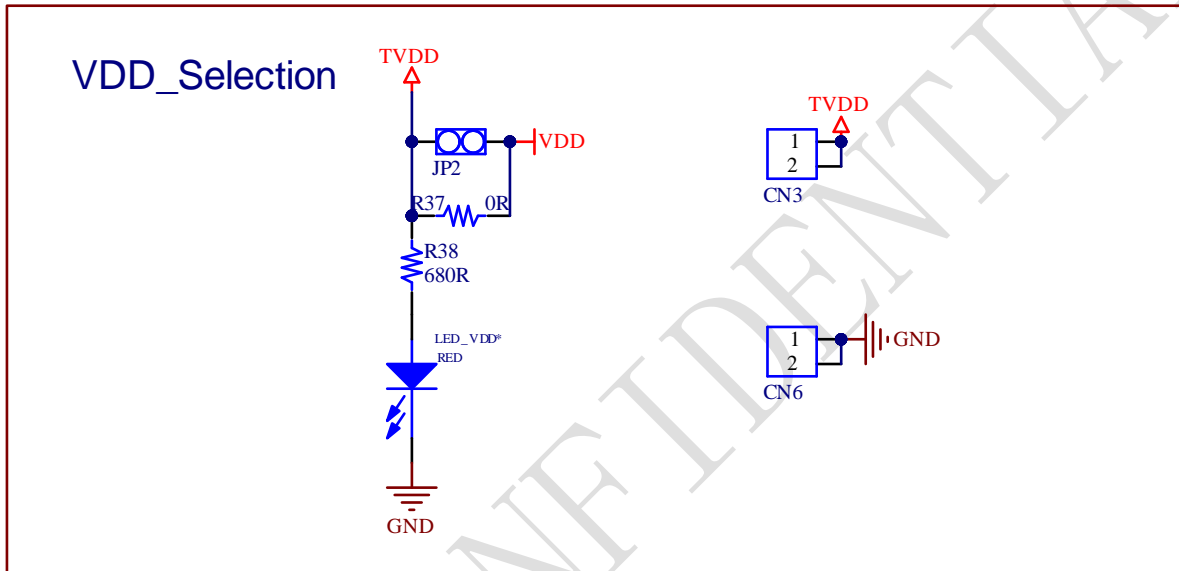 VDD_Selection
TVDD
VDD
JP2
R37 0R
R38
680R
LED_VDD*
RED
GND
TVDD
1
2
CN3
1
2
GND
CN6
NFIDENTIA